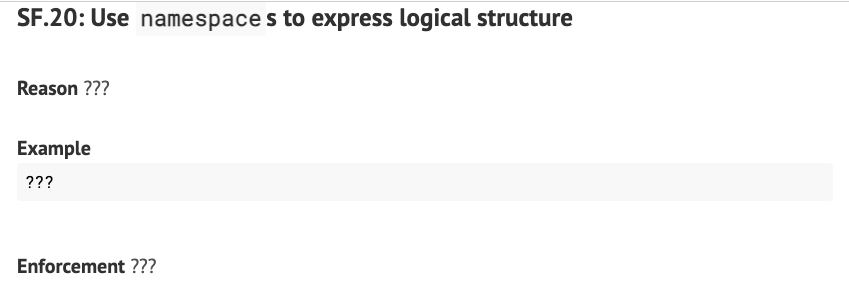 SF.20: Use namespaces to express logical structure
Reason ???
Example
???
Enforcement ???